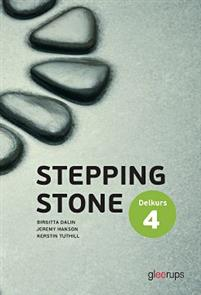 STEPPING
STONE
Delkurs
4
BIRGITTA DALIN
JEREMY HANSON
KERSTIN TUTHILL
gleerups